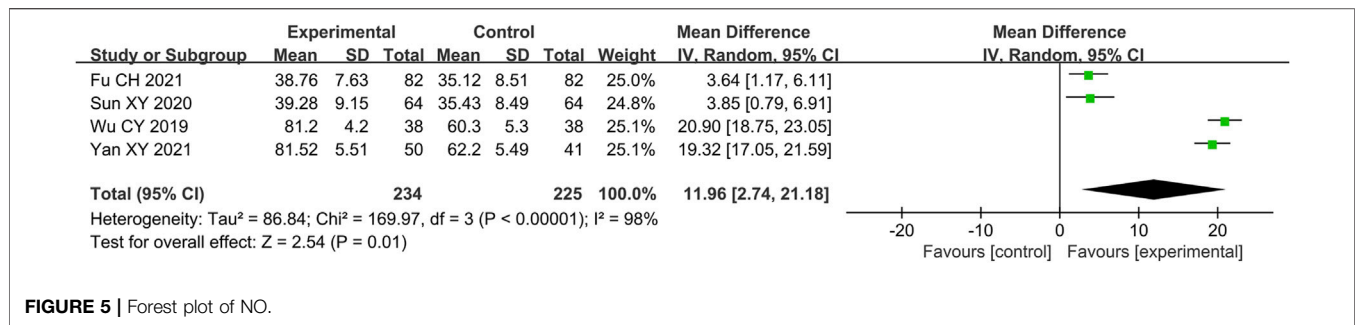 Experimental Control Mean Difference Mean Difference
Study or Subgroup Mean SD Total Mean SD Total Weight IV, Random, 95% CI IV, Random, 95% CI
Fu CH 2021 38.76 7.63 82 35.12 8.51 82 25.0% 3.64 [1.17, 6.11]
Sun XY 2020 39.28 9.15 64 35.43 8.49 64 24.8% 3.85 [0.79, 6.91]
Wu CY 2019 81.2 4.2 38 60.3 5.3 38 25.1% 20.90 [18.75, 23.05]
Yan XY 2021 81.52 5.51 50 62.2 5.49 41 25.1% 19.32 [17.05, 21.59]
Total (95% CI) 234 225 100.0% 11.96 [2.74, 21.18]
Heterogeneity: Tau² = 86.84; Chi² = 169.97, df = 3 (P < 0.00001); I² = 98%
Test for overall effect: Z = 2.54 (P = 0.01)
-20 -10 0 10 20
Favours [control] Favours [experimental]
FIGURE 5 | Forest plot of NO.